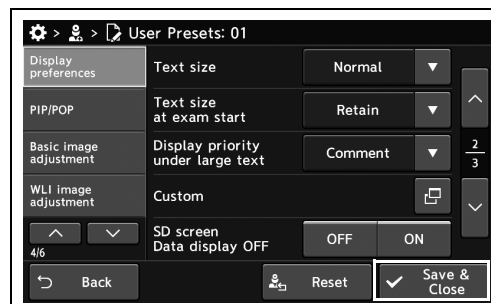 > > User Presets: 01
Display
preferences
Text size
Normal
PIP/POP
Text size
at exam start
Retain
Basic image
adjustment
Display priority
under large text
Comment
2
3
WLI image
adjustment
Custom
4/6
SD screen
Data display OFF
OFF
ON
Back
Reset
Save &
Close